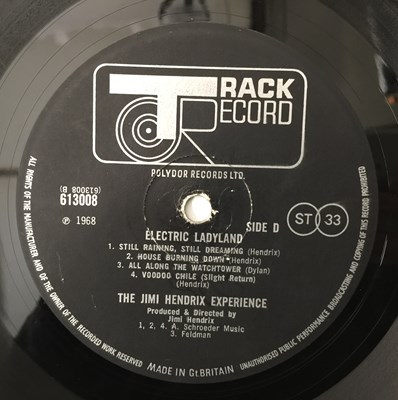 TRACK
RECORD
POLYDOR RECORDS LTD.
613008
(613008 B)
℗ 1968
SIDE D
ST 33
ELECTRIC LADYLAND
1. STILL RAINING, STILL DREAMING (Hendrix)
2. HOUSE BURNING DOWN (Hendrix)
3. ALL ALONG THE WATCHTOWER (Dylan)
4. VOODOO CHILE (Slight Return)
(Hendrix)
THE JIMI HENDRIX EXPERIENCE
Produced & Directed by
Jimi Hendrix
1, 2, 4. A. Schroeder Music
3. Feldman
ALL RIGHTS OF THE MANUFACTURER AND OF THE OWNER OF THE RECORDED WORK RESERVED
MADE IN Gt BRITAIN
UNAUTHORISED PUBLIC PERFORMANCE BROADCASTING AND COPYING OF THIS RECORD PROHIBITED